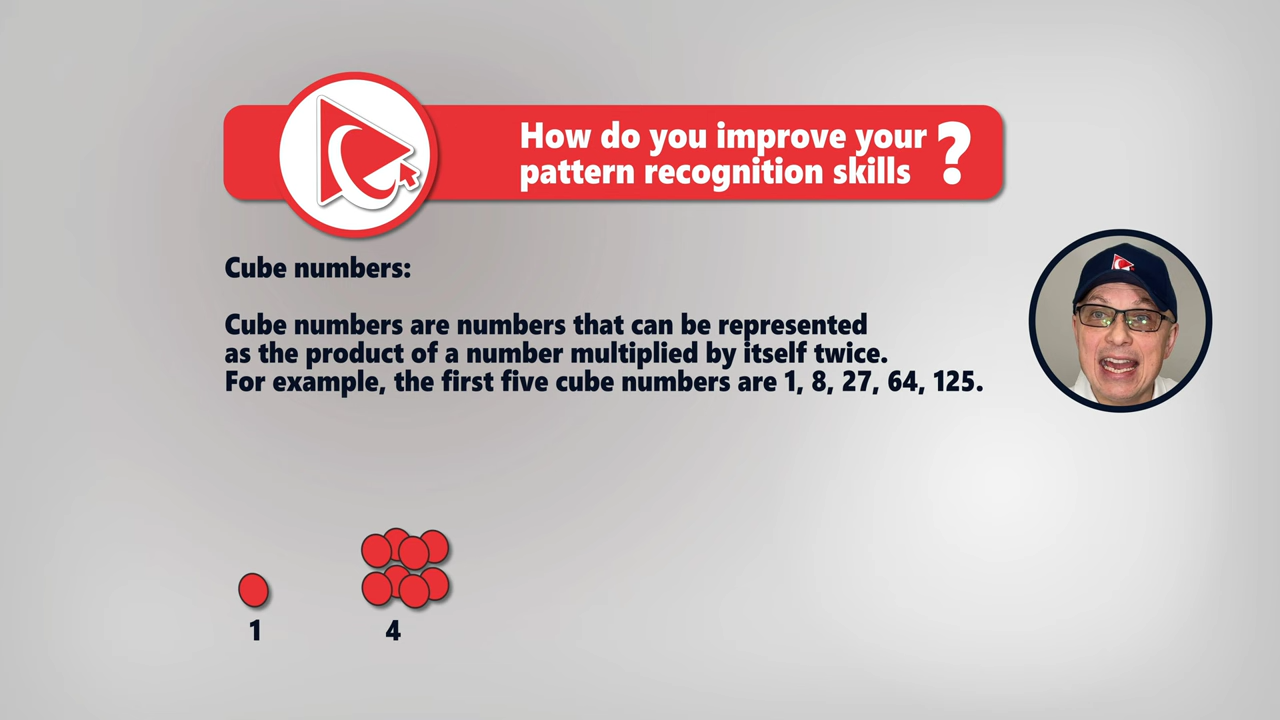 How do you improve your
pattern recognition skills ?
Cube numbers:
Cube numbers are numbers that can be represented
as the product of a number multiplied by itself twice.
For example, the first five cube numbers are 1, 8, 27, 64, 125.
1 4